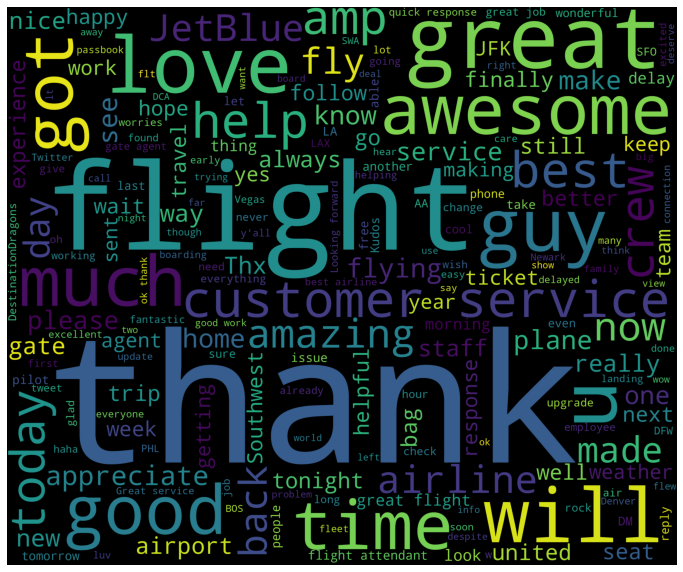 nice
happy
quick response
great job
wonderful
JetBlue
amp
great
away
passbook
SWA
lot
JFK
SFO
excited
deserve
got
love
fly
work
flt
want
deal
going
finally
make
delay
board
able
right
experience
it
DCA
let
follow
see
hope
help
know
awesome
worries
LA
Twitter
found
thing
hear
care
big
give
gate agent
travel
early
trying
LAX
go
service
still
keep
another
always
making
call
last
yes
helping
phone
connection
flight
best
crew
day
wait
way
far
Vegas
never
AA
change
take
better
team
night
sent
free
Kudos
cool
guy
DestinationDragons
oh
though
y'all
Looking forward
use
wish
easy
Newark
many
think
working
boarding
Thx
flying
ticket
show
family
much
ok thank
need
everything
best airline
say
delayed
view
please
customer service
year
fantastic
two
good work
morning
now
excellent
amazing
even
done
gate
agent
home
staff
plane
first
update
sure
issue
landing
wow
thank
u
pilot
tweet
Southwest
helpful
really
trip
already
hour
response
upgrade
one
today
glad
everyone
getting
bag
employee
next
haha
week
world
check
ok
DFW
PHL
left
made
appreciate
back
tonight
airline
well
weather
good
Great service
job
problem
long
great flight
info
air
flew
time
will
new
BOS
people
fleet
soon
rock
Denver
reply
airport
DM
tomorrow
luv
flight attendant
despite
look
united
seat